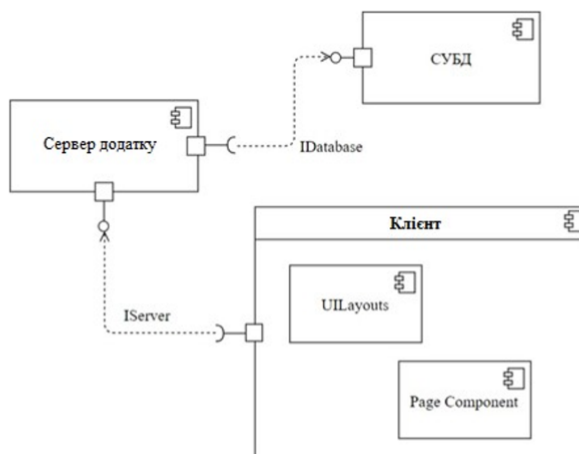 СУБД
Сервер додатку
IDatabase
Клієнт
UILayouts
IServer
Page Component